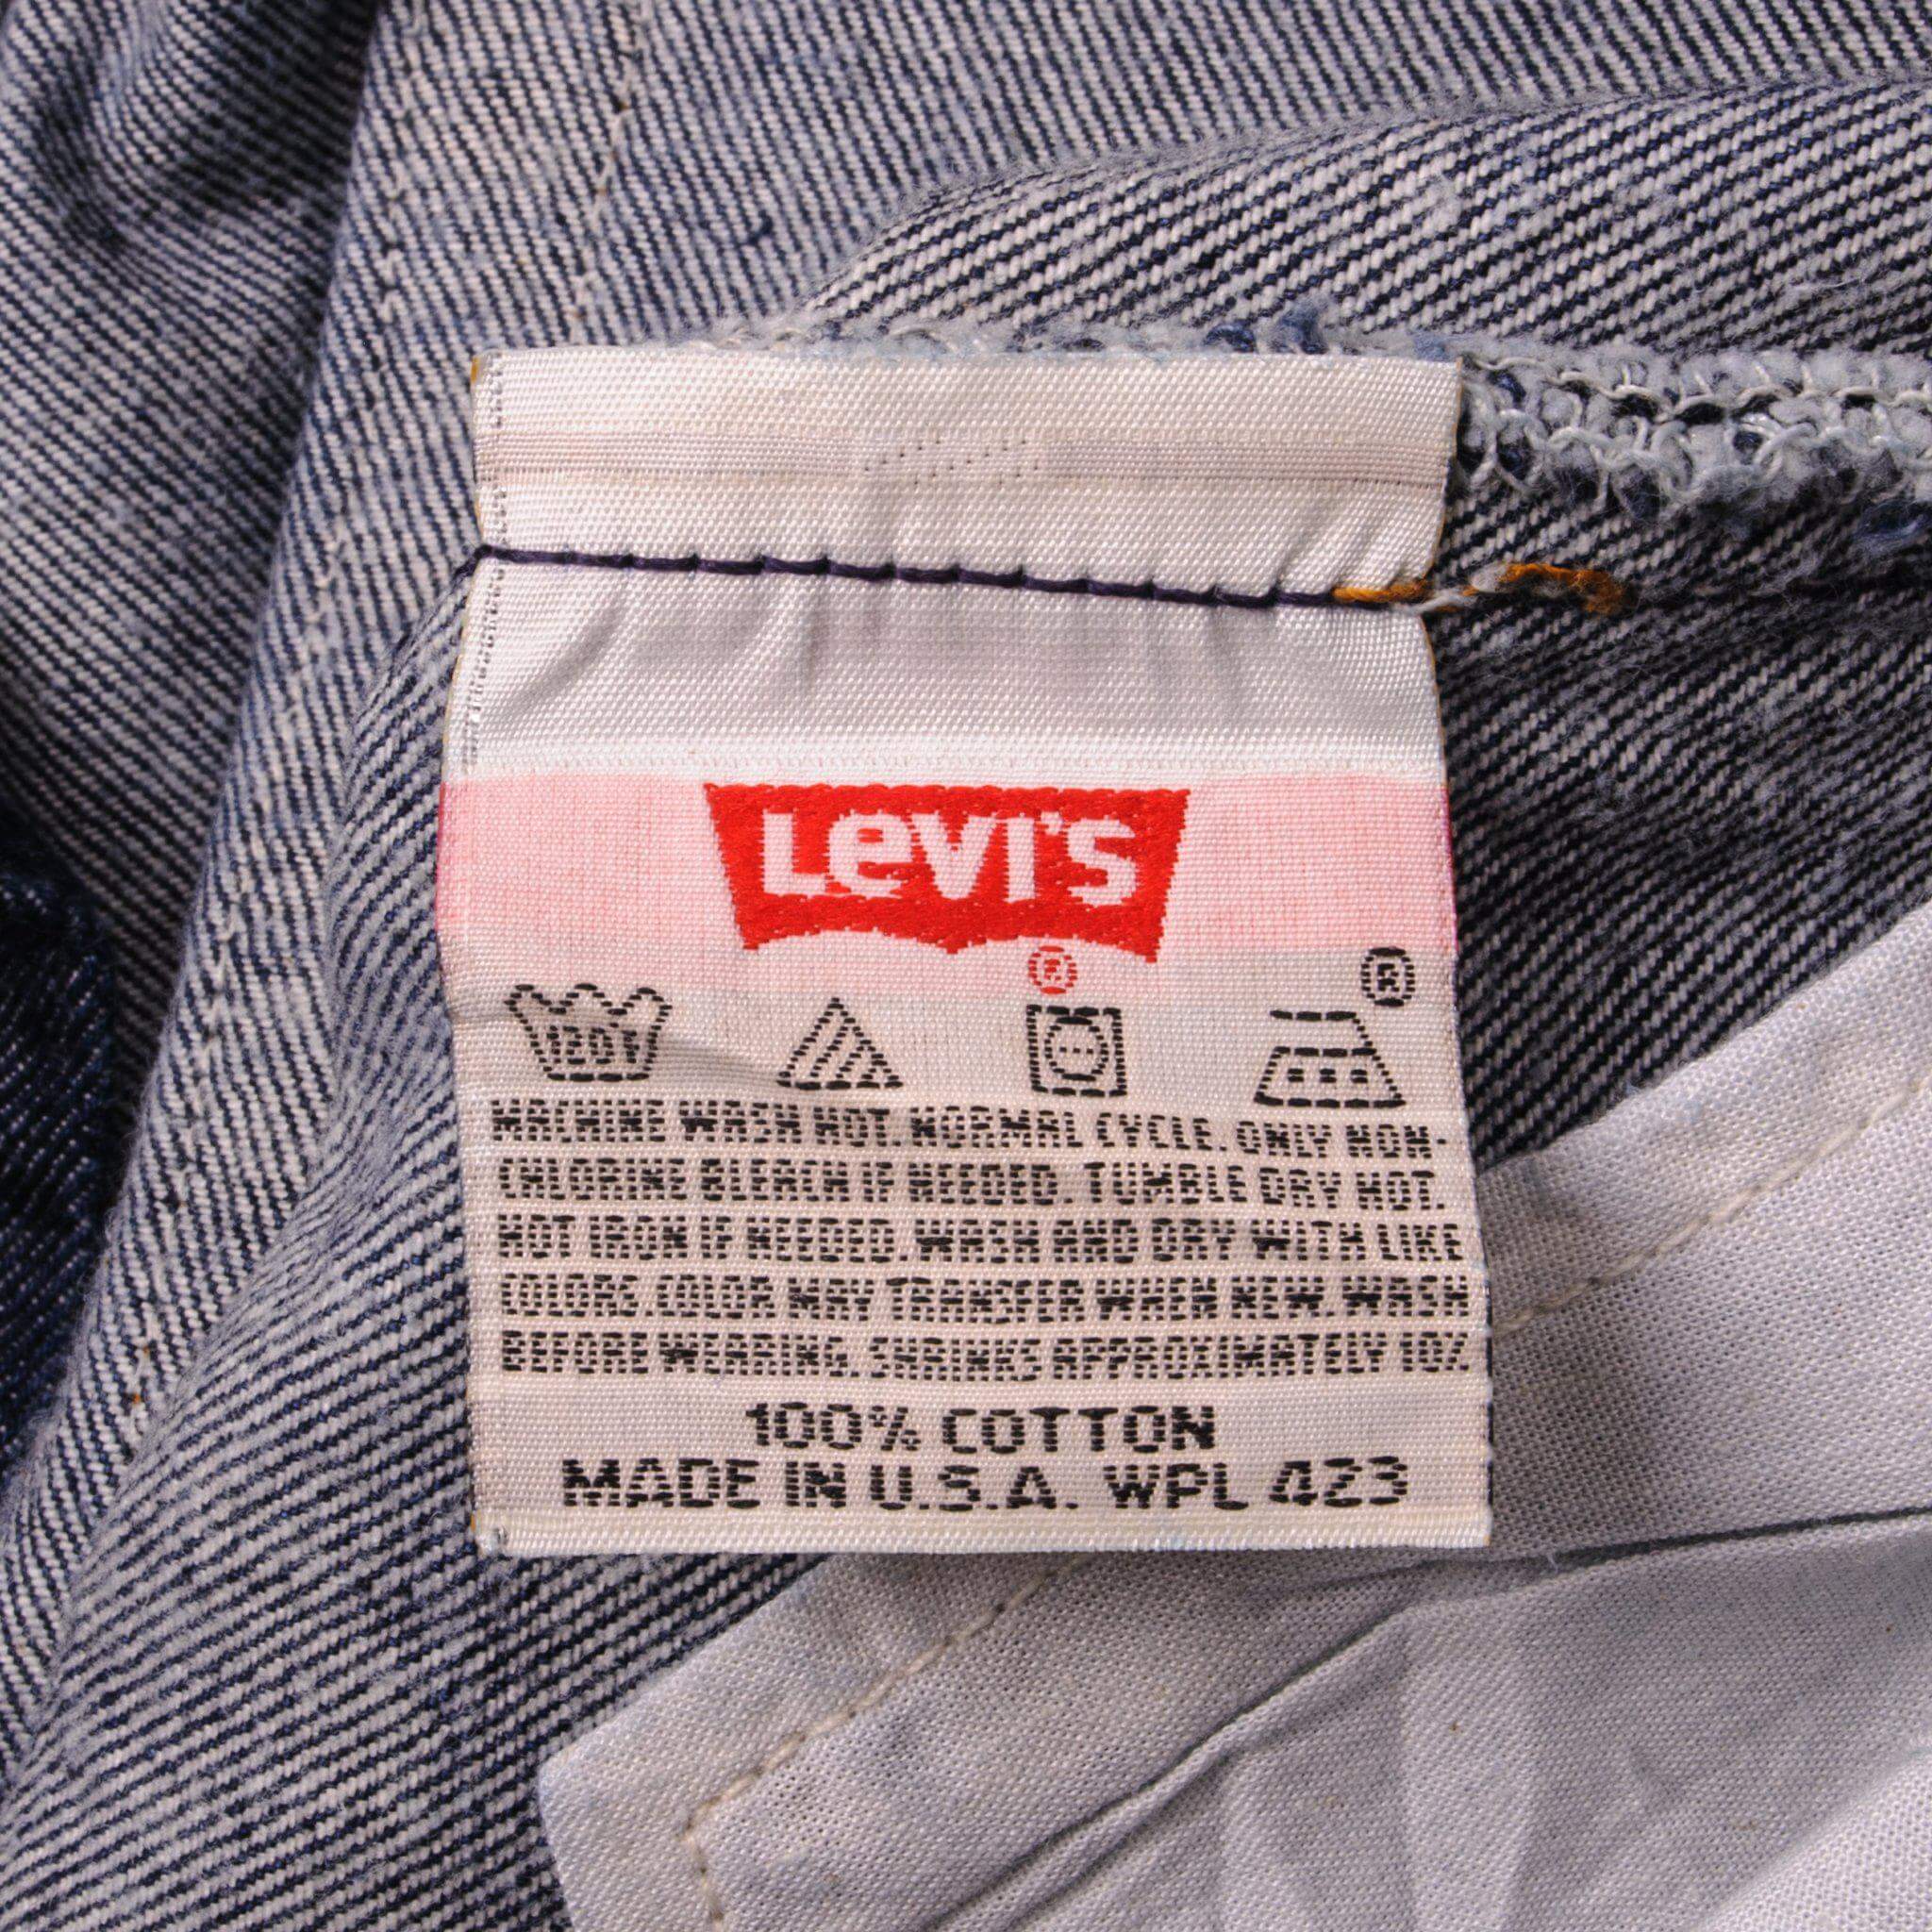 Levi's
®
®
120F
MACHINE WASH HOT. NORMAL CYCLE. ONLY NON-
CHLORINE BLEACH IF NEEDED. TUMBLE DRY HOT.
HOT IRON IF NEEDED. WASH AND DRY WITH LIKE
COLORS. COLOR MAY TRANSFER WHEN NEW. WASH
BEFORE WEARING. SHRINKS APPROXIMATELY 10%
100% COTTON
MADE IN U.S.A. WPL 423